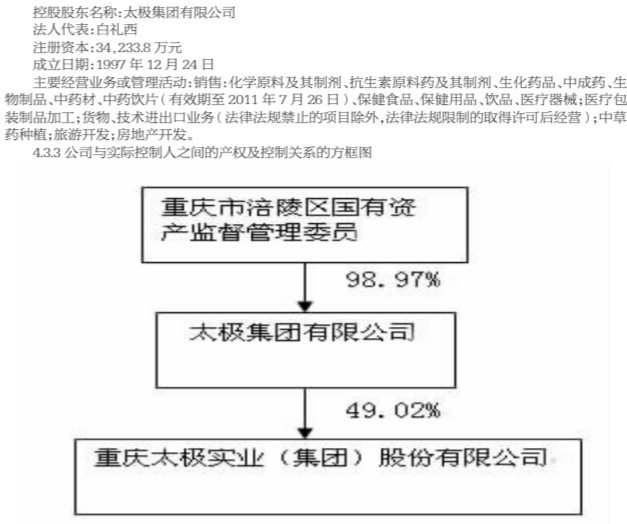 控股股东名称:太极集团有限公司
法人代表:白礼西
注册资本:34,233.8 万元
成立日期:1997 年 12 月 24 日
主要经营业务或管理活动:销售:化学原料及其制剂、抗生素原料药及其制剂、生化药品、中成药、生
物制品、中药材、中药饮片(有效期至 2011 年 7 月 26 日)、保健食品、保健用品、饮品、医疗器械;医疗包
装制品加工;货物、技术进出口业务(法律法规禁止的项目除外,法律法规限制的取得许可后经营);中草
药种植;旅游开发;房地产开发。
4.3.3 公司与实际控制人之间的产权及控制关系的方框图
重庆市涪陵区国有资
产监督管理委员
98.97%
太极集团有限公司
49.02%
重庆太极实业(集团)股份有限公司